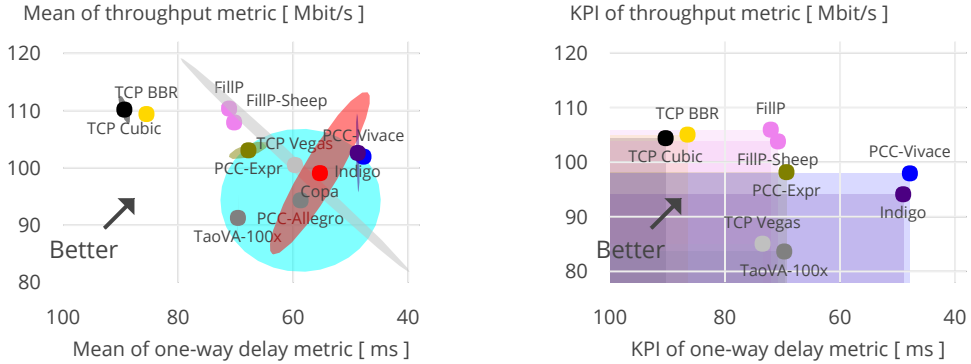 Mean of throughput metric [ Mbit/s ]
120
110
100
90
80
TCP BBR
TCP Cubic
FillP
FillP-Sheep
TCP Vegas
PCC-Expr
PCC-Vivace
Indigo
Copa
PCC-Allegro
TaoVA-100x
Better
100
80
60
40
Mean of one-way delay metric [ ms ]
KPI of throughput metric [ Mbit/s ]
120
110
100
90
80
TCP BBR
TCP Cubic
FillP
FillP-Sheep
PCC-Expr
PCC-Vivace
Indigo
TCP Vegas
TaoVA-100x
Better
100
80
60
40
KPI of one-way delay metric [ ms ]